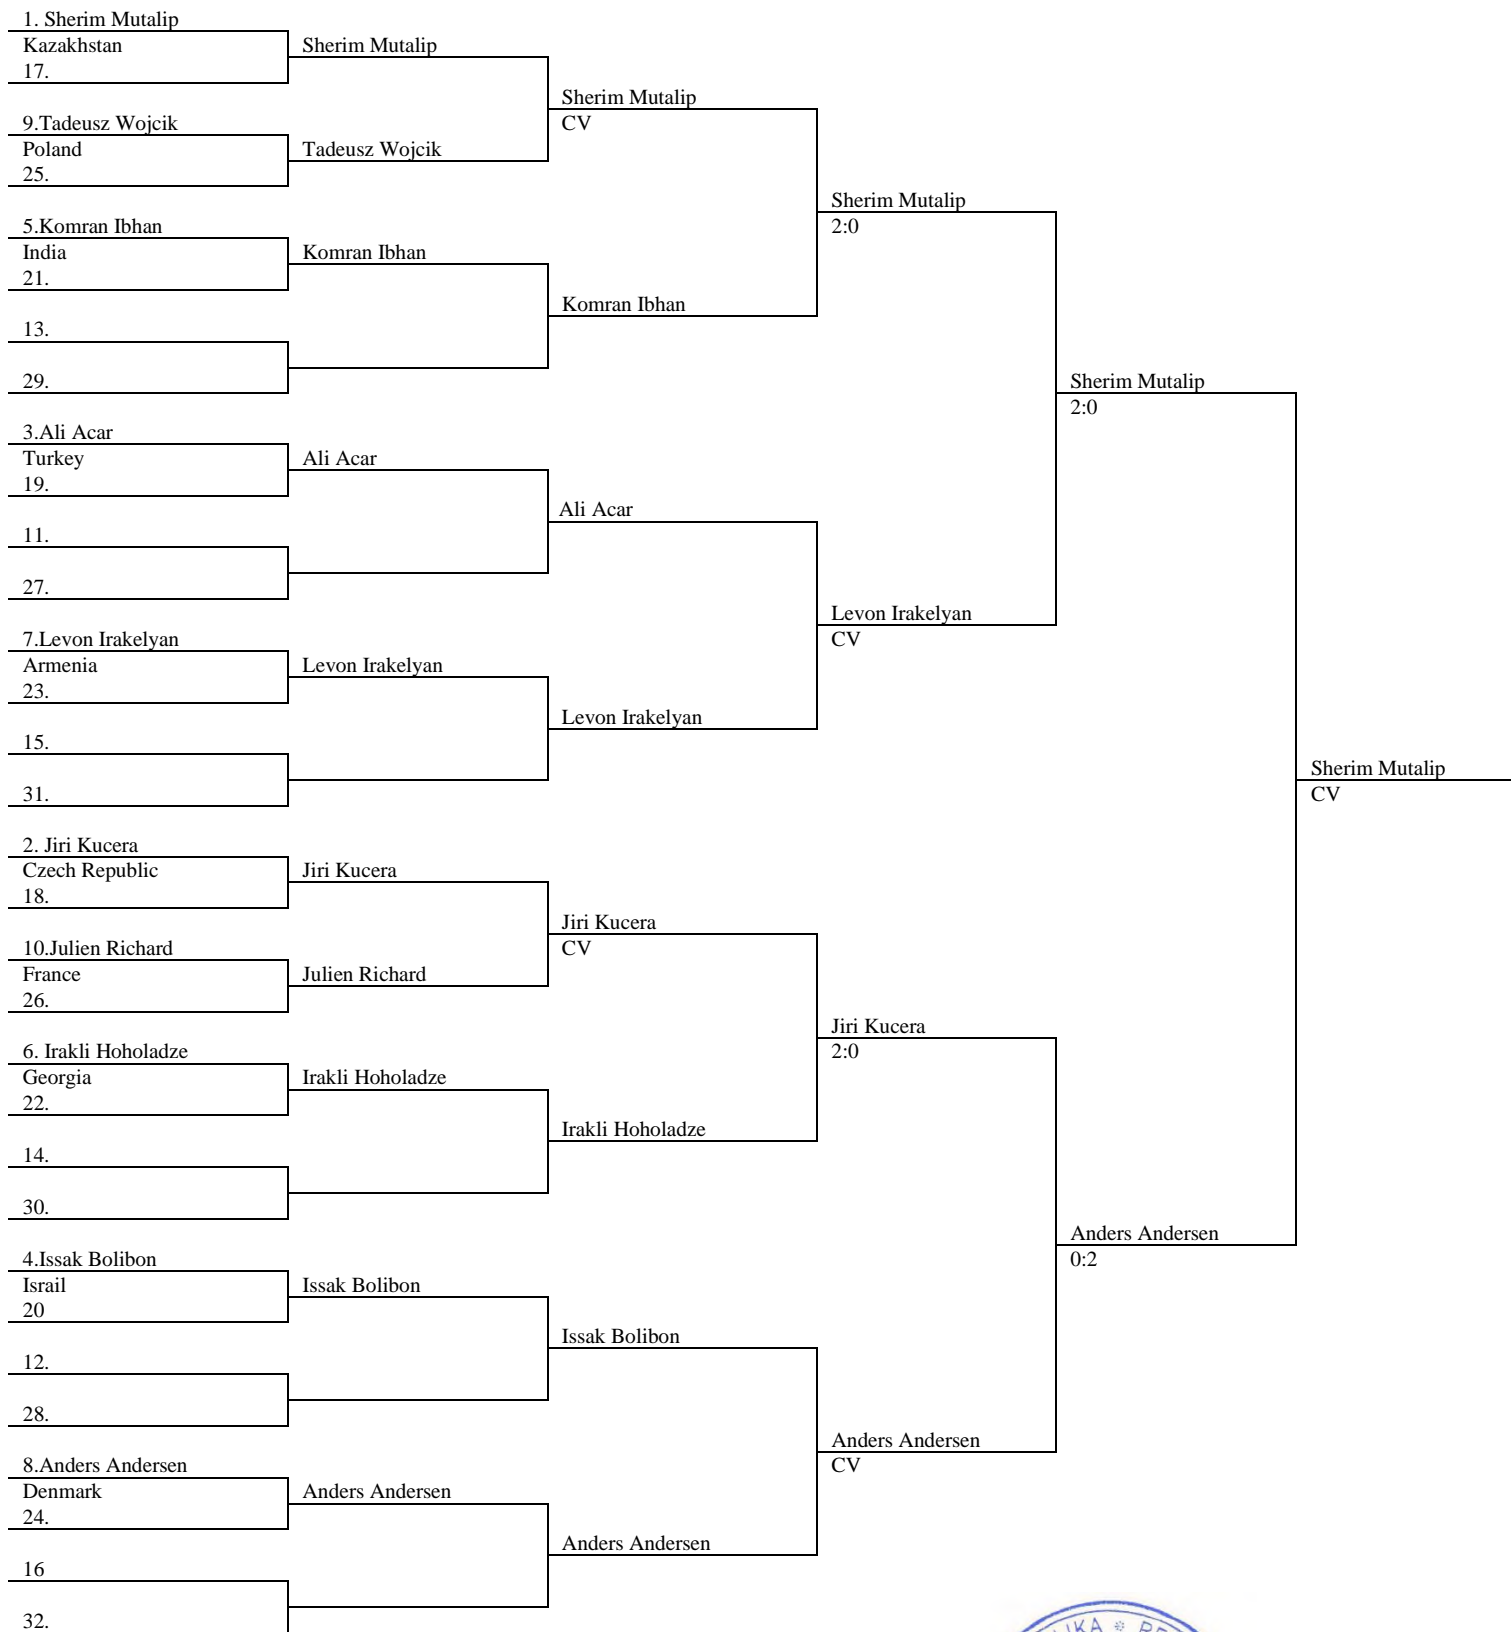 1. Sherim Mutalip
Kazakhstan
17.
Sherim Mutalip
Sherim Mutalip
CV
9.Tadeusz Wojcik
Poland
25.
Tadeusz Wojcik
Sherim Mutalip
2:0
5.Komran Ibhan
India
21.
Komran Ibhan
Komran Ibhan
13.
29.
Sherim Mutalip
2:0
3.Ali Acar
Turkey
19.
Ali Acar
Ali Acar
11.
27.
Levon Irakelyan
CV
7.Levon Irakelyan
Armenia
23.
Levon Irakelyan
Levon Irakelyan
15.
31.
Sherim Mutalip
CV
2. Jiri Kucera
Czech Republic
18.
Jiri Kucera
Jiri Kucera
CV
10.Julien Richard
France
26.
Julien Richard
Jiri Kucera
2:0
6. Irakli Hoholadze
Georgia
22.
Irakli Hoholadze
Irakli Hoholadze
14.
30.
Anders Andersen
0:2
4.Issak Bolibon
Israil
20
Issak Bolibon
Issak Bolibon
12.
28.
Anders Andersen
CV
8.Anders Andersen
Denmark
24.
Anders Andersen
Anders Andersen
16
32.